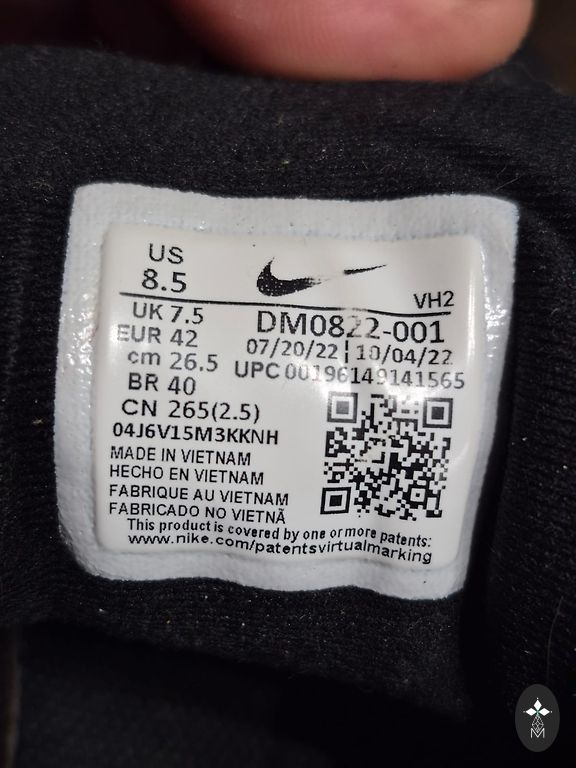 US
8.5
VH2
UK 7.5
EUR 42
cm 26.5
BR 40
CN 265(2.5)
DM0822-001
07/20/22 | 10/04/22
UPC 00196149141565
04J6V15M3KKNH
MADE IN VIETNAM
HECHO EN VIETNAM
FABRIQUE AU VIETNAM
FABRICADO NO VIETNÃ
This product is covered by one or more patents:
www.nike.com/patentsvirtualmarking
M